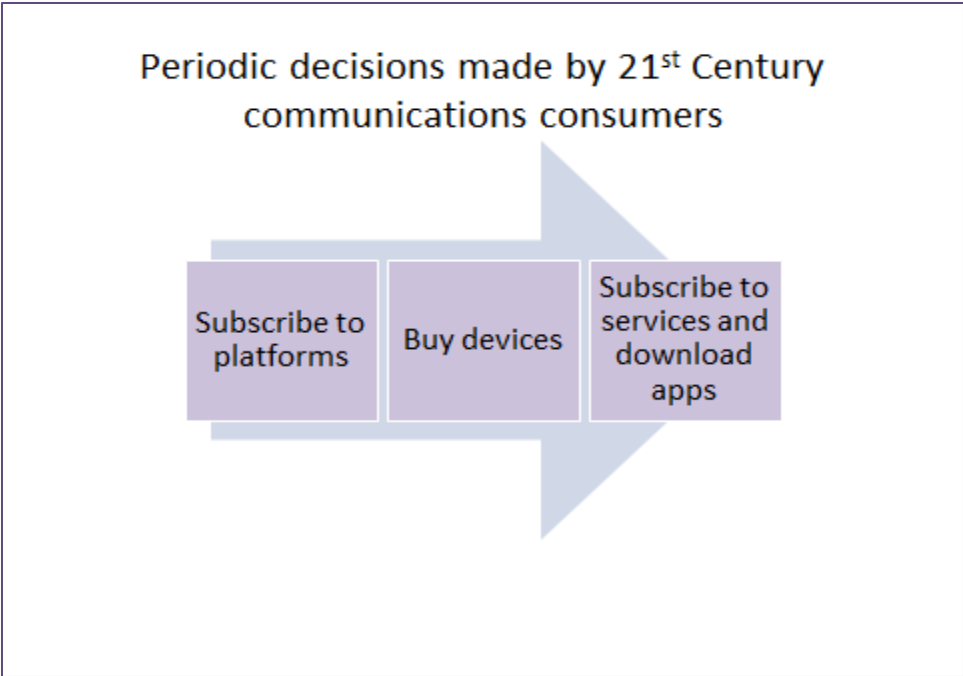 Periodic decisions made by 21st Century
communications consumers
Subscribe to
platforms
Buy devices
Subscribe to
services and
download
apps